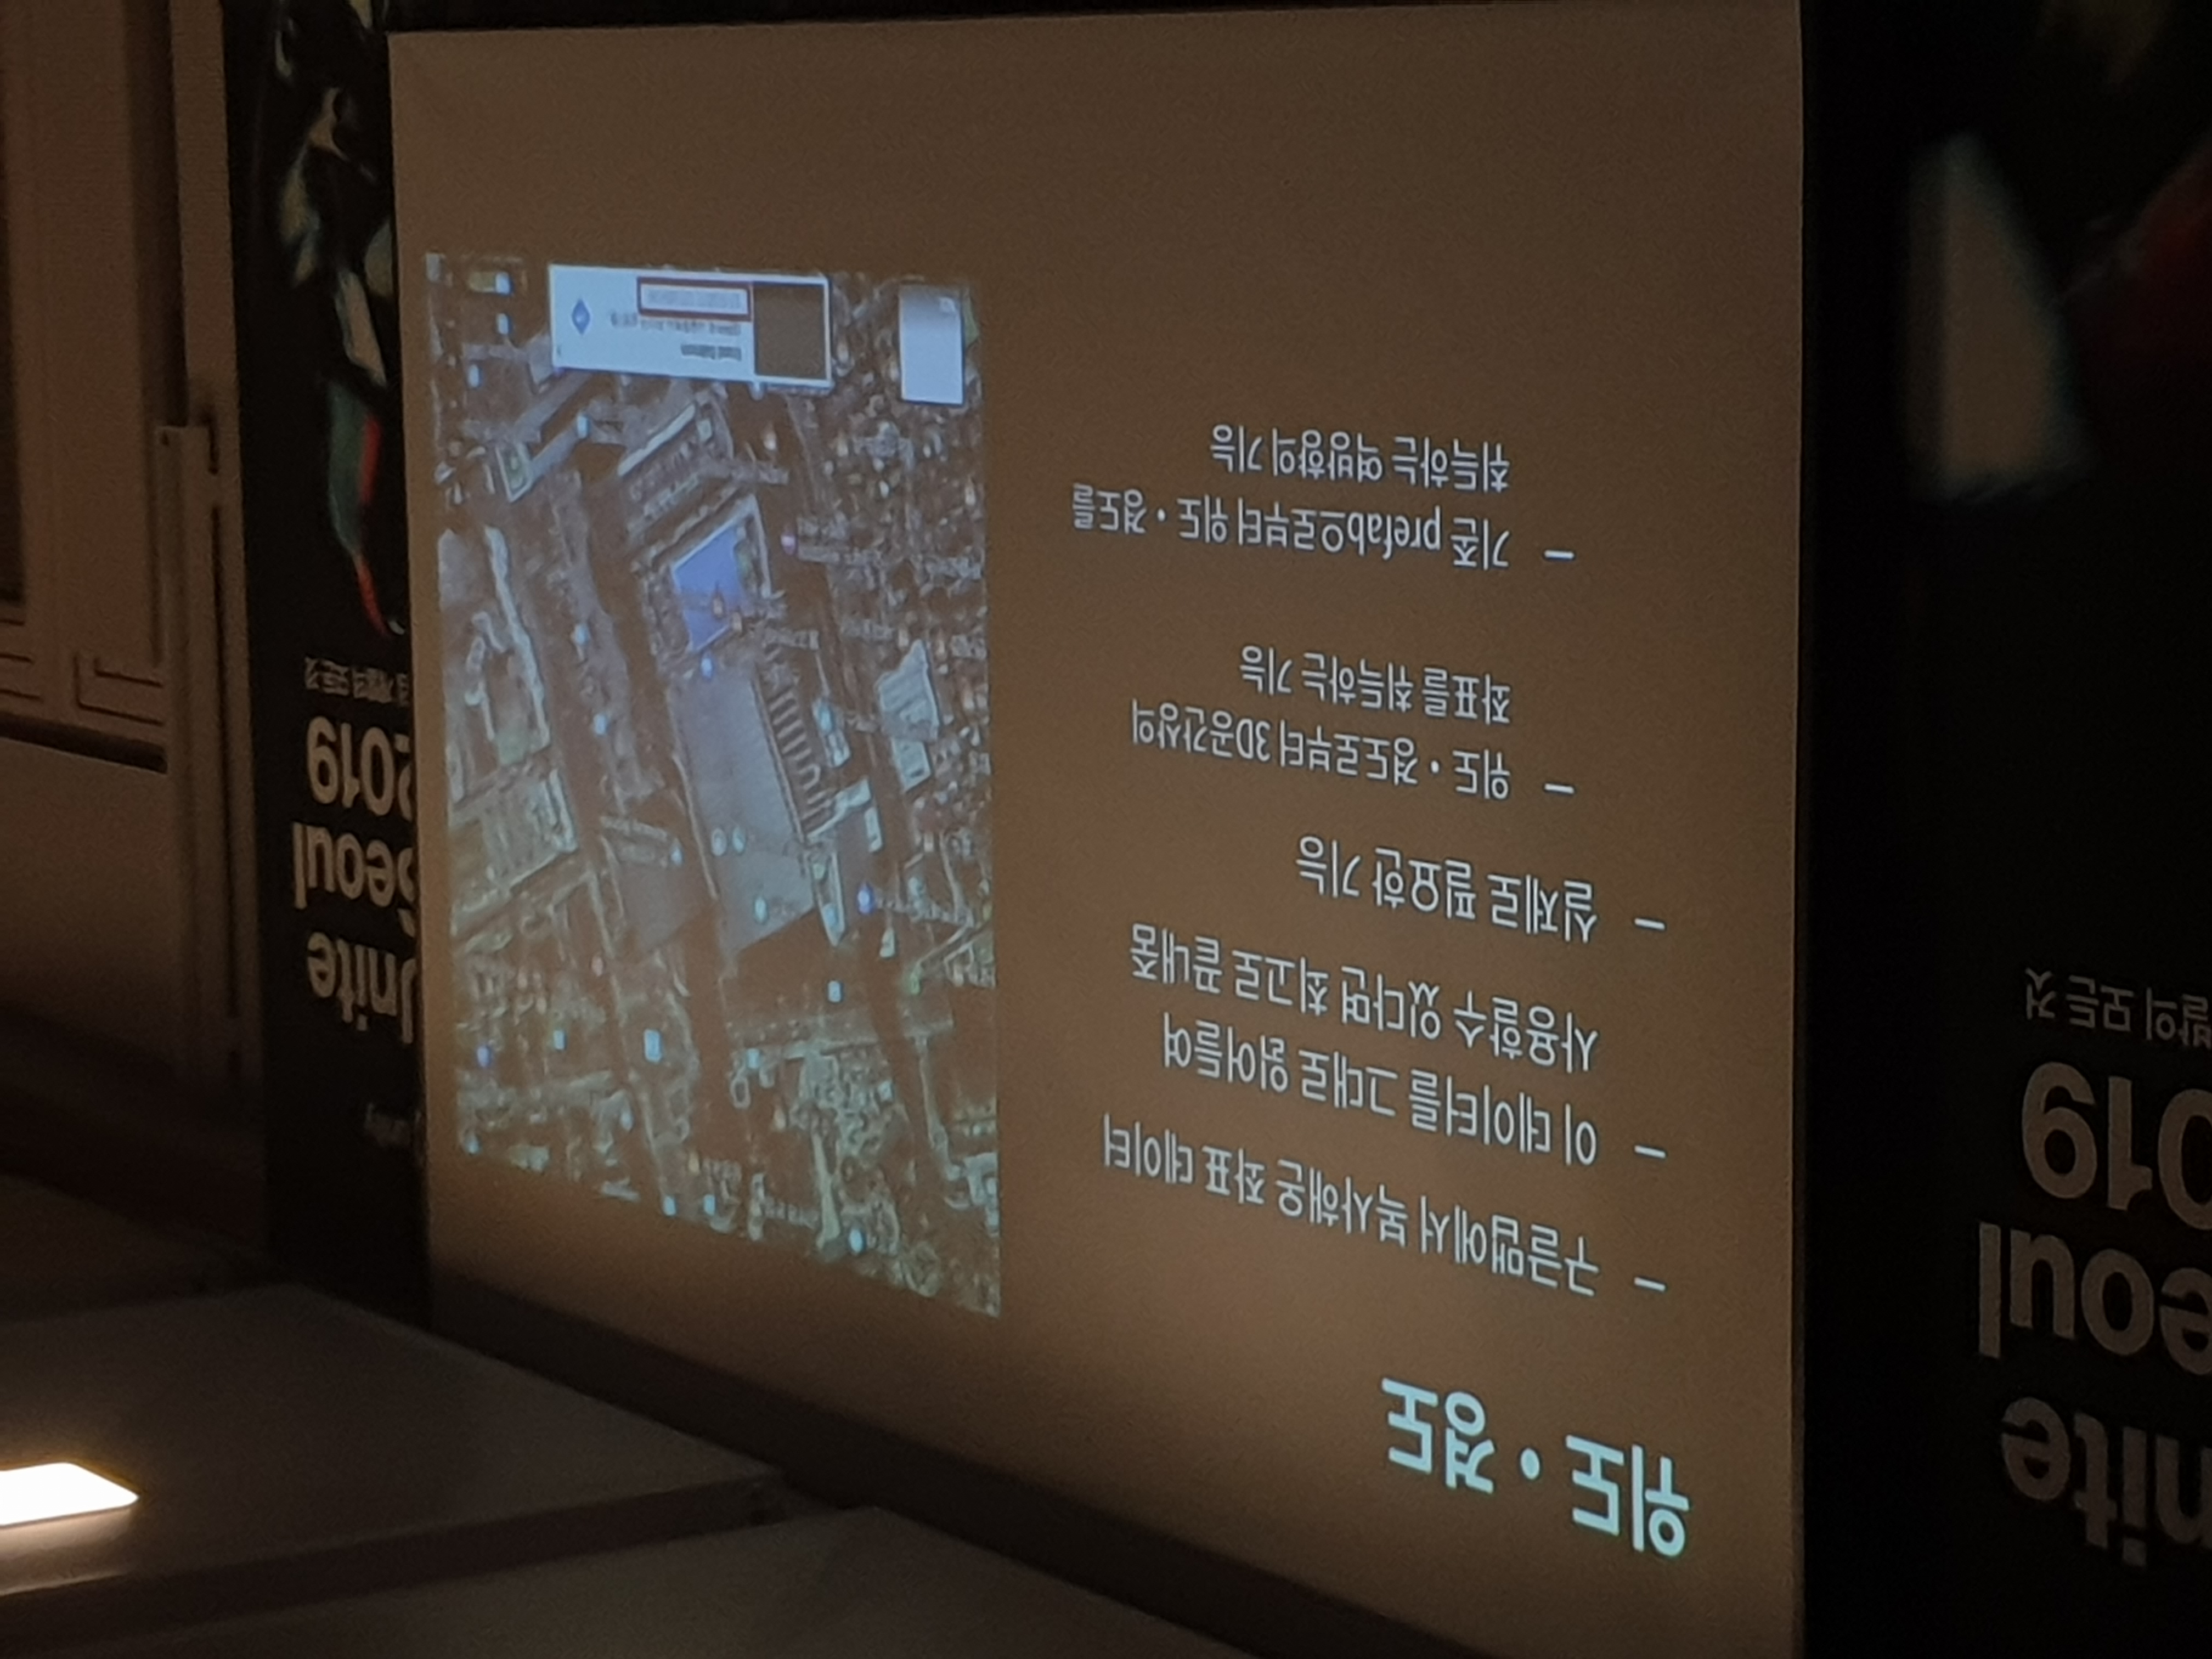 nite
eoul
019
발의 모든 것
위도・경도
– 구글맵에서 복사해온 좌표 데이터
– 이 데이터를 그대로 읽어들여
사용할수 있다면 최고로 끝내줌
– 실제로 필요한 기능
– 위도・경도로부터 3D공간상의
좌표를 취득하는 기능
– 기존 prefab으로부터 위도・경도를
취득하는 역방향의 기능
Unite
Seoul
2019
개발의 모든 것